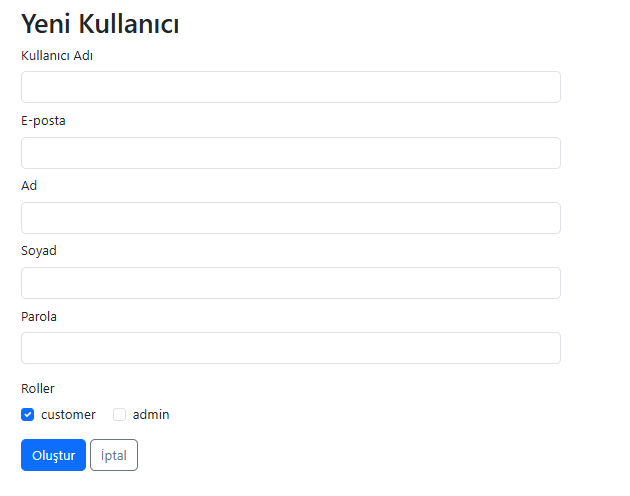 Yeni Kullanıcı
Kullanıcı Adı
E-posta
Ad
Soyad
Parola
Roller
customer admin
Oluştur İptal